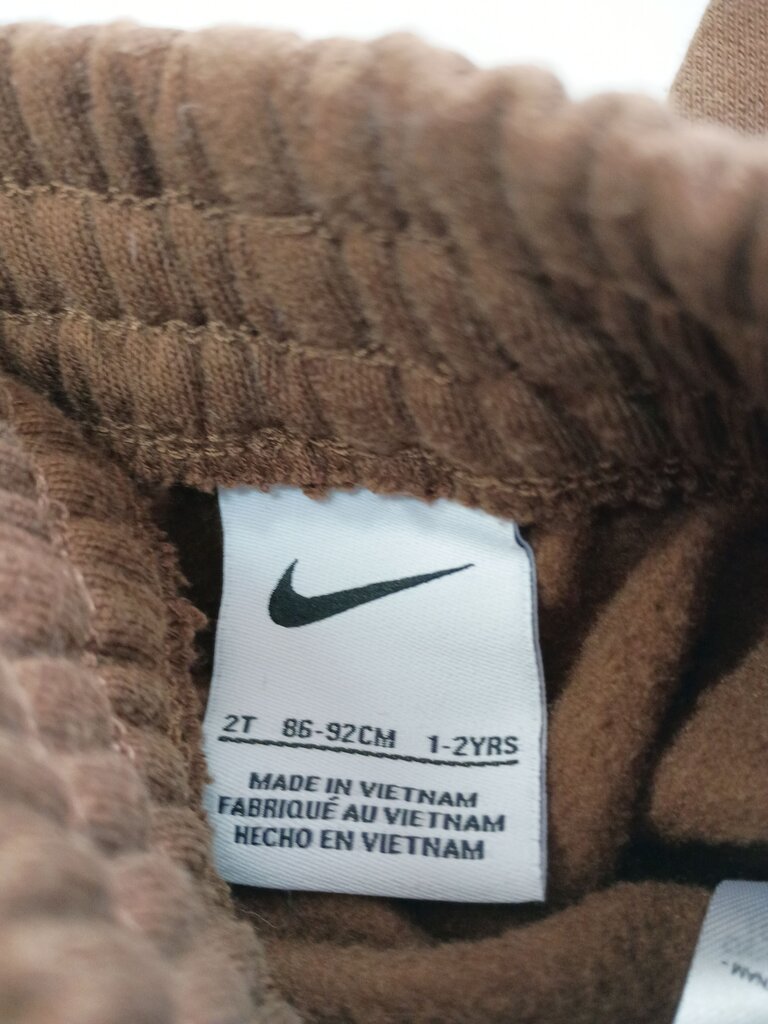 2T 86-92CM 1-2YRS
MADE IN VIETNAM
FABRIQUÉ AU VIETNAM
HECHO EN VIETNAM